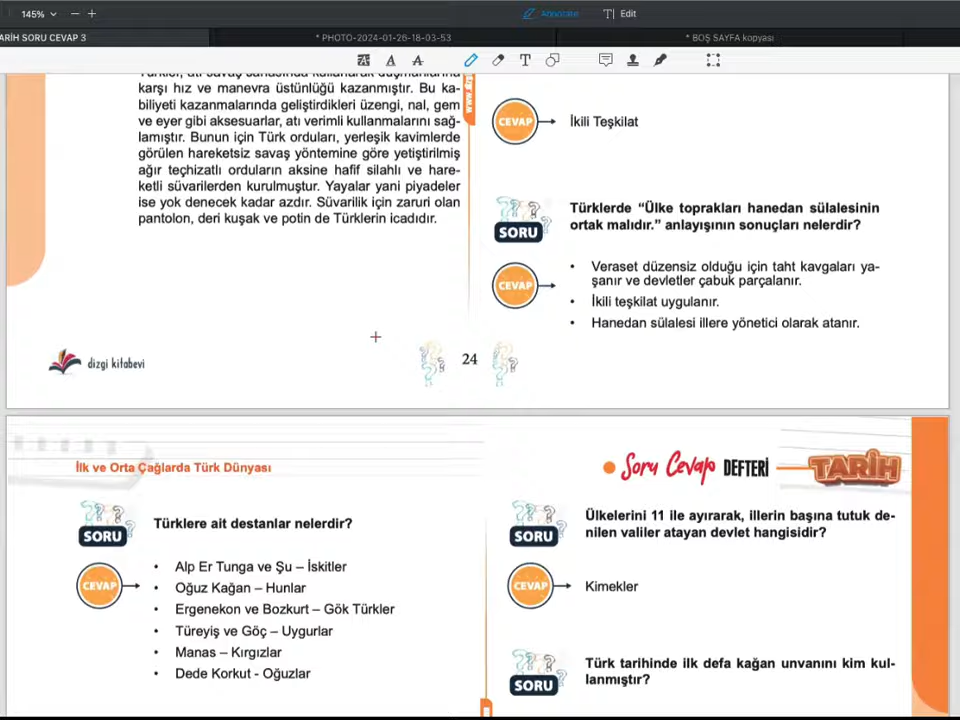 145%
Annotate
Edit
TARİH SORU CEVAP 3
* PHOTO-2024-01-26-18-03-53
* BOŞ SAYFA kopyası
Türkler, atı savaş sahasında kullanarak düşmanlarına
karşı hız ve manevra üstünlüğü kazanmıştır. Bu ka-
biliyeti kazanmalarında geliştirdikleri üzengi, nal, gem
ve eyer gibi aksesuarlar, atı verimli kullanmalarını sağ-
lamıştır. Bunun için Türk orduları, yerleşik kavimlerde
görülen hareketsiz savaş yöntemine göre yetiştirilmiş
ağır teçhizatlı orduların aksine hafif silahlı ve hare-
ketli süvarilerden kurulmuştur. Yayalar yani piyadeler
ise yok denecek kadar azdır. Süvarilik için zaruri olan
pantolon, deri kuşak ve potin de Türklerin icadıdır.
www.
CEVAP
İkili Teşkilat
SORU
Türklerde “Ülke toprakları hanedan sülalesinin
ortak malıdır.” anlayışının sonuçları nelerdir?
CEVAP
• Veraset düzensiz olduğu için taht kavgaları ya-
şanır ve devletler çabuk parçalanır.
• İkili teşkilat uygulanır.
• Hanedan sülalesi illere yönetici olarak atanır.
dizgi kitabevi
24
İlk ve Orta Çağlarda Türk Dünyası
Soru Cevap DEFTERİ
TARİH
SORU
Türklere ait destanlar nelerdir?
CEVAP
• Alp Er Tunga ve Şu – İskitler
• Oğuz Kağan – Hunlar
• Ergenekon ve Bozkurt – Gök Türkler
• Türeyiş ve Göç – Uygurlar
• Manas – Kırgızlar
• Dede Korkut - Oğuzlar
SORU
Ülkelerini 11 ile ayırarak, illerin başına tutuk de-
nilen valiler atayan devlet hangisidir?
CEVAP
Kimekler
SORU
Türk tarihinde ilk defa kağan unvanını kim kul-
lanmıştır?